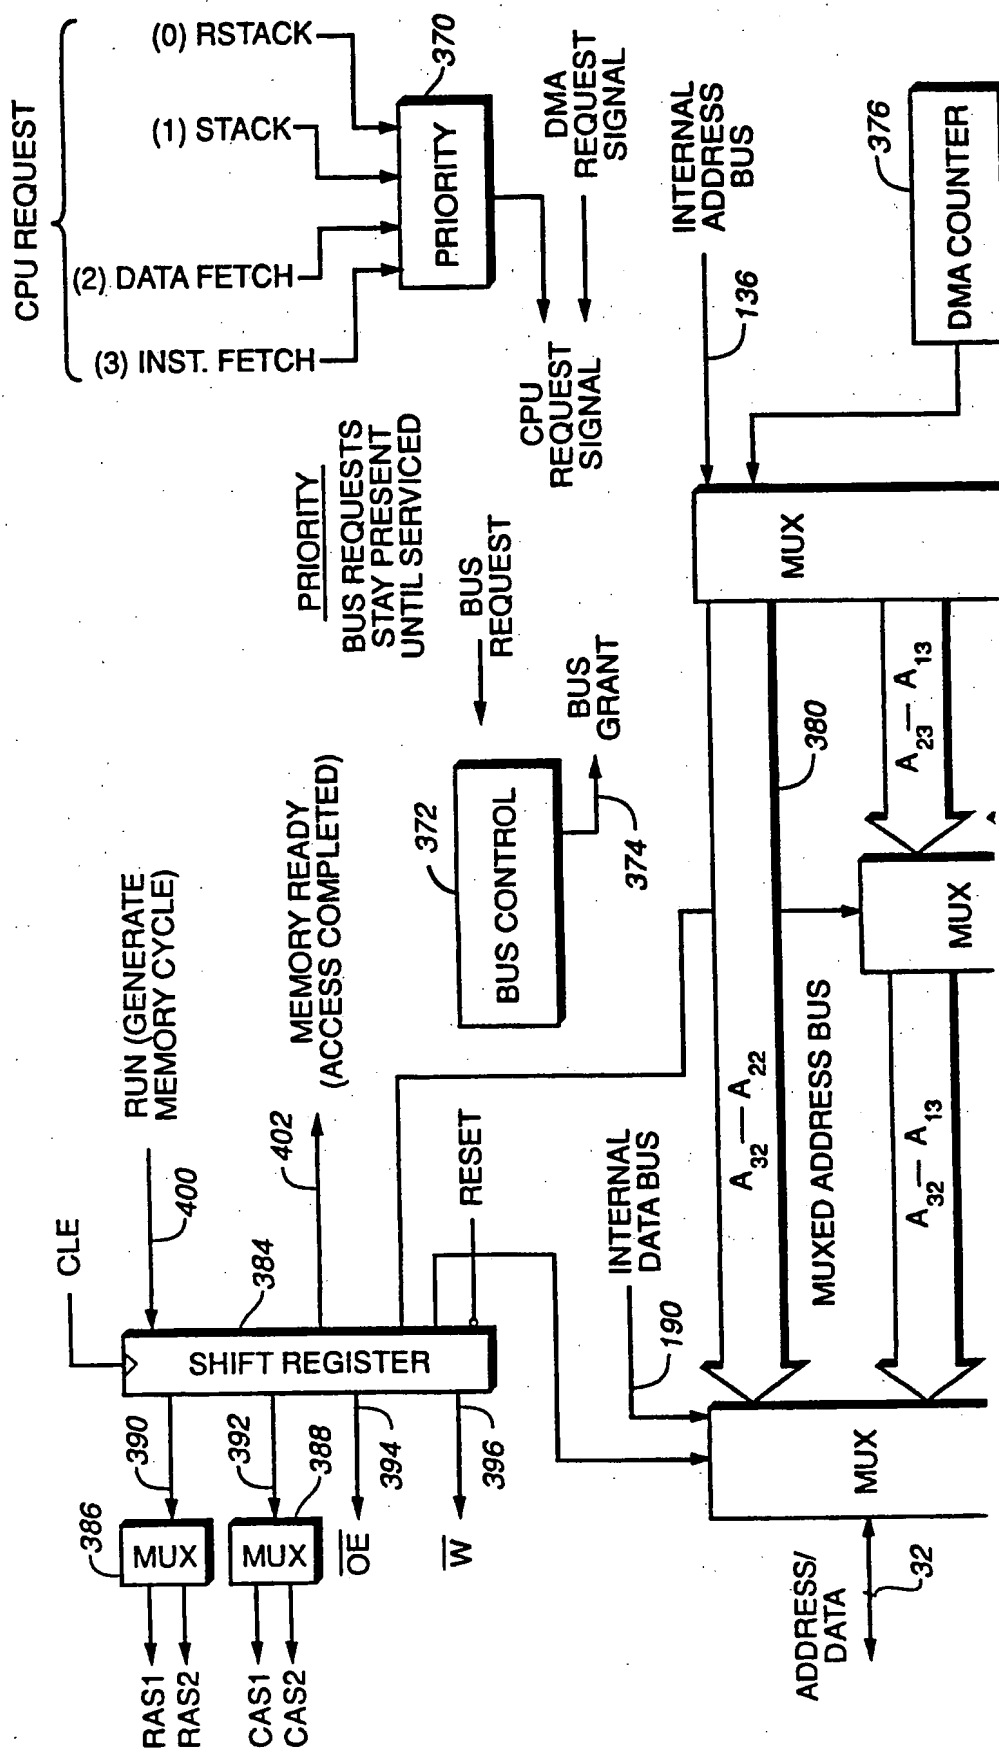 CPU REQUEST
(0) RSTACK
(1) STACK
(2) DATA FETCH
(3) INST. FETCH
370
PRIORITY
DMA
REQUEST
SIGNAL
CPU
REQUEST
SIGNAL
PRIORITY
BUS REQUESTS
STAY PRESENT
UNTIL SERVICED
BUS
REQUEST
BUS
GRANT
372
BUS CONTROL
374
INTERNAL
ADDRESS
BUS
136
376
DMA COUNTER
MUX
380
A23 — A13
MUX
A32 — A22
MUXED ADDRESS BUS
A32 — A13
RUN (GENERATE
MEMORY CYCLE)
400
MEMORY READY
(ACCESS COMPLETED)
402
CLE
384
SHIFT REGISTER
RESET
INTERNAL
DATA BUS
190
390
392
388
394
396
386
MUX
MUX
OE
W
RAS1
RAS2
CAS1
CAS2
MUX
ADDRESS/
DATA
32